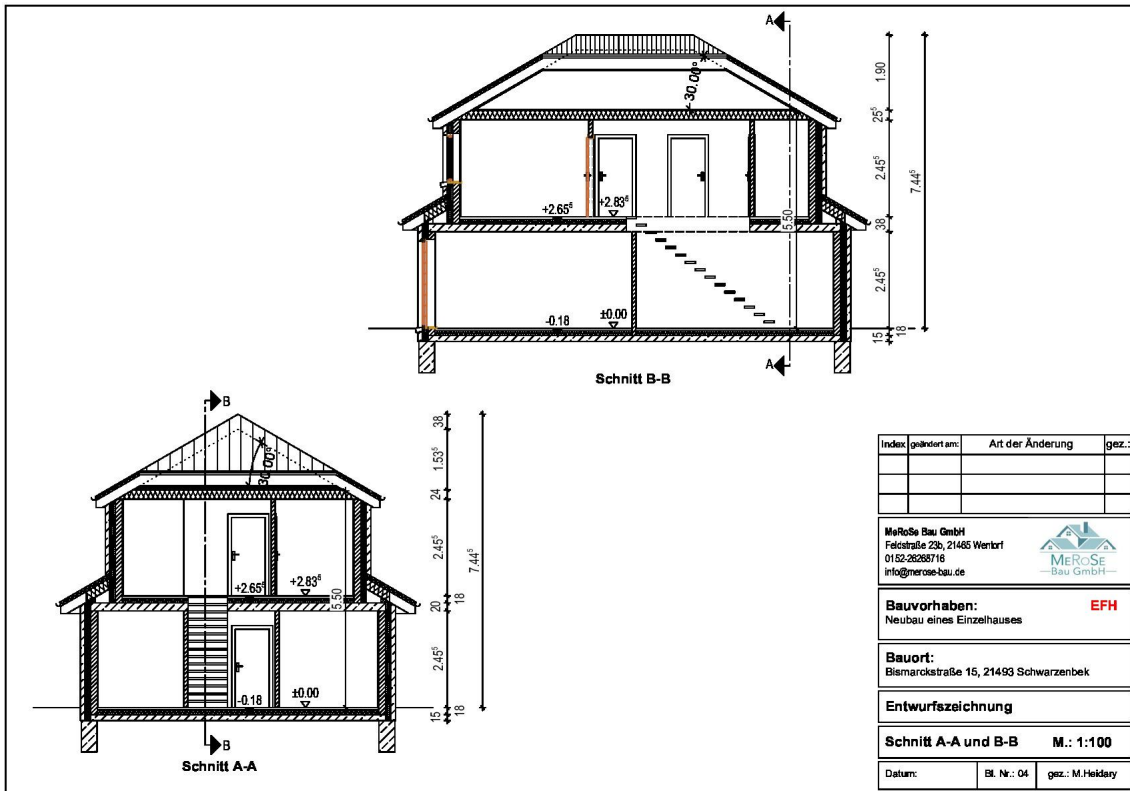 A
30.00°
1.90
25⁵
2.45⁵
7.44⁵
+2.65⁵
+2.83⁵
5.50
38
2.45⁵
-0.18
±0.00
15
18
A
Schnitt B-B
B
38
30.00°
1.53⁵
24
2.45⁵
7.44⁵
+2.65⁵
+2.83⁵
5.50
20
18
2.45⁵
-0.18
±0.00
15
18
B
Schnitt A-A
Index geändert am: Art der Änderung gez.:
MeRoSe Bau GmbH
Feldstraße 23b, 21465 Wentorf
0152-26268716
info@merose-bau.de
MEROSE
Bau GmbH
Bauvorhaben: EFH
Neubau eines Einzelhauses
Bauort:
Bismarckstraße 15, 21493 Schwarzenbek
Entwurfszeichnung
Schnitt A-A und B-B M.: 1:100
Datum: Bl. Nr.: 04 gez.: M.Heidary